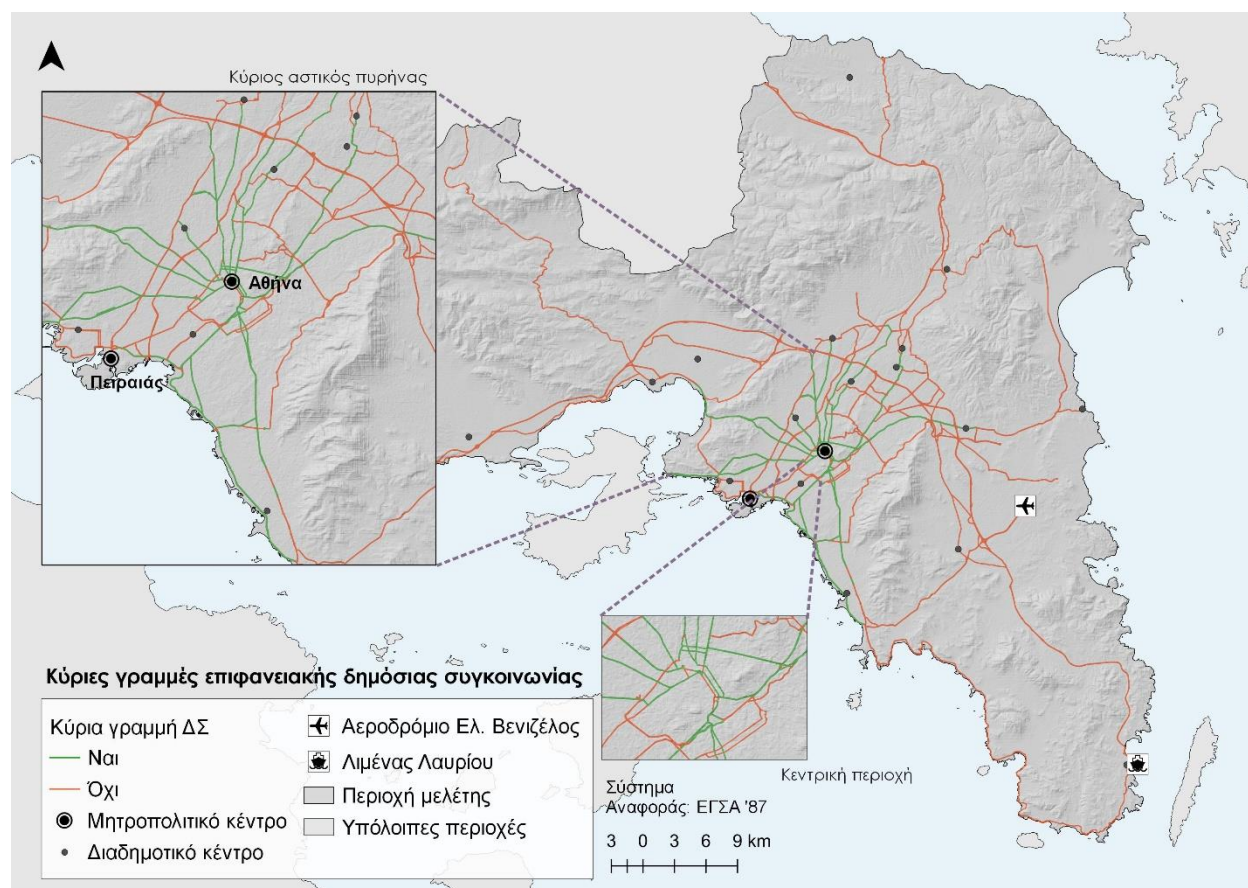 Κύριος αστικός πυρήνας
Αθήνα
Πειραιάς
Κύριες γραμμές επιφανειακής δημόσιας συγκοινωνίας
Κύρια γραμμή ΔΣ
Ναι
Όχι
Μητροπολιτικό κέντρο
Διαδημοτικό κέντρο
Αεροδρόμιο Ελ. Βενιζέλος
Λιμένας Λαυρίου
Περιοχή μελέτης
Υπόλοιπες περιοχές
Κεντρική περιοχή
Σύστημα
Αναφοράς: ΕΓΣΑ '87
3 0 3 6 9 km